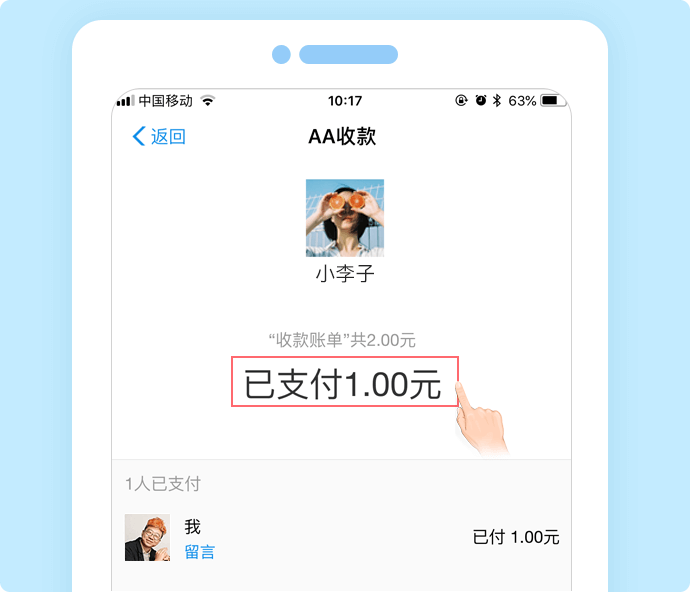 中国移动 10:17 63%
返回 AA收款
小李子
“收款账单”共2.00元
已支付1.00元
1人已支付
我
留言
已付 1.00元